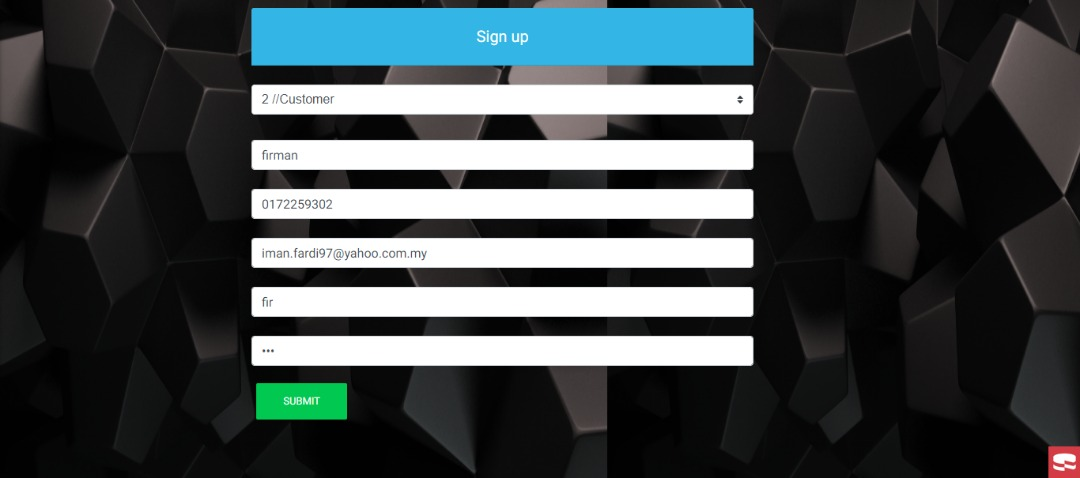 Sign up
2 //Customer
firman
0172259302
iman.fardi97@yahoo.com.my
fir
•••
SUBMIT